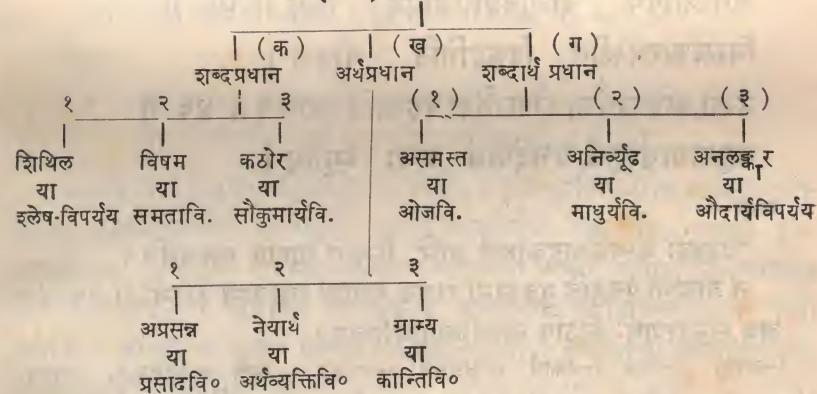 (क) (ख) (ग)
शब्दप्रधान अर्थप्रधान शब्दार्थ प्रधान
१ २ ३ (१) (२) (३)
शिथिल विषम कठोर असमस्त अनिर्व्यूढ अनलङ्कार
या या या या या या
श्लेष-विपर्यय समतावि. सौकुमार्यवि. ओजवि. माधुर्यवि. औदार्यविपर्यय
१ २ ३
अप्रसन्न नेयार्थ ग्राम्य
या या या
प्रसादवि० अर्थव्यक्तिवि० कान्तिवि०